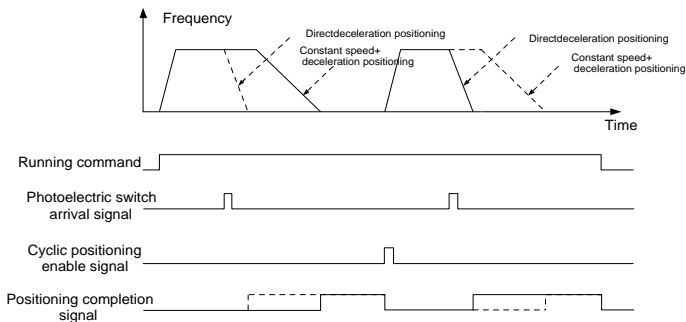 Frequency
Directdeceleration positioning
Constant speed+
deceleration positioning
Directdeceleration positioning
Constant speed+
deceleration positioning
Time
Running command
Photoelectric switch
arrival signal
Cyclic positioning
enable signal
Positioning completion
signal